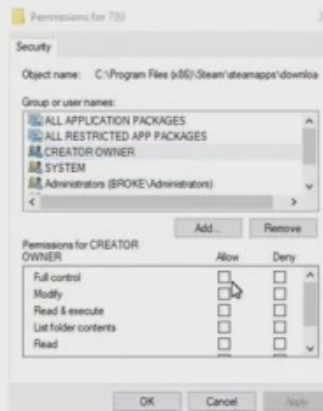 Permissions for 730
Security
Object name: C:\Program Files (x86)\Steam\steamapps\downloa
Group or user names:
ALL APPLICATION PACKAGES
ALL RESTRICTED APP PACKAGES
CREATOR OWNER
SYSTEM
Administrators (BROKE\Administrators)
Add... Remove
Permissions for CREATOR
OWNER Allow Deny
Full control
Modify
Read & execute
List folder contents
Read
OK Cancel Apply